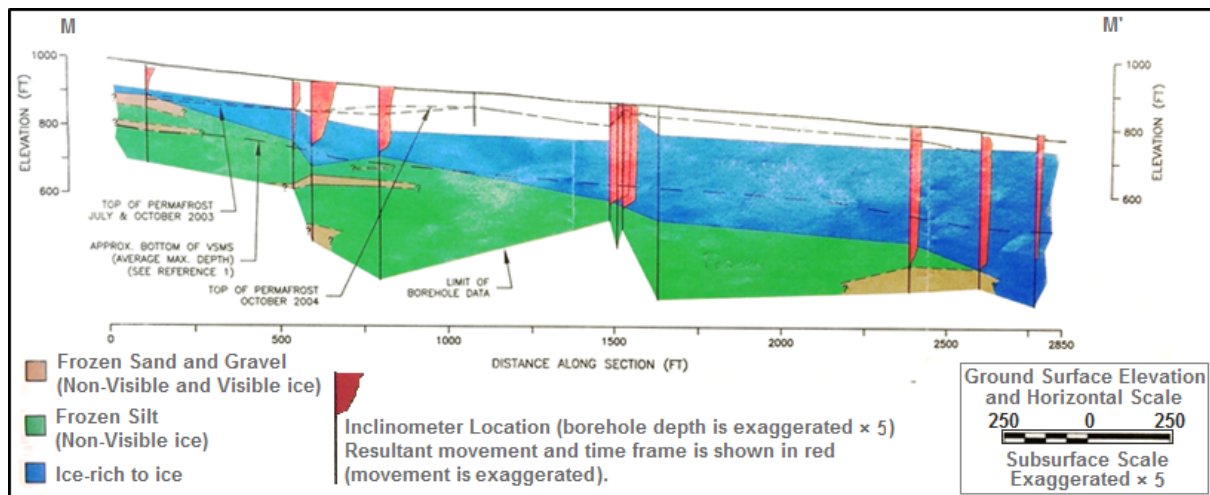 M
M'
1000
800
600
ELEVATION (FT)
1000
800
600
ELEVATION (FT)
TOP OF PERMAFROST
JULY & OCTOBER 2003
APPROX. BOTTOM OF VSMS
(AVERAGE MAX. DEPTH)
(SEE REFERENCE 1)
TOP OF PERMAFROST
OCTOBER 2004
LIMIT OF
BOREHOLE DATA
?
?
?
?
?
?
?
?
0
500
1000
1500
2000
2500
2850
DISTANCE ALONG SECTION (FT)
Frozen Sand and Gravel
(Non-Visible and Visible ice)
Frozen Silt
(Non-Visible ice)
Ice-rich to ice
Inclinometer Location (borehole depth is exaggerated × 5)
Resultant movement and time frame is shown in red
(movement is exaggerated).
Ground Surface Elevation
and Horizontal Scale
250 0 250
Subsurface Scale
Exaggerated × 5